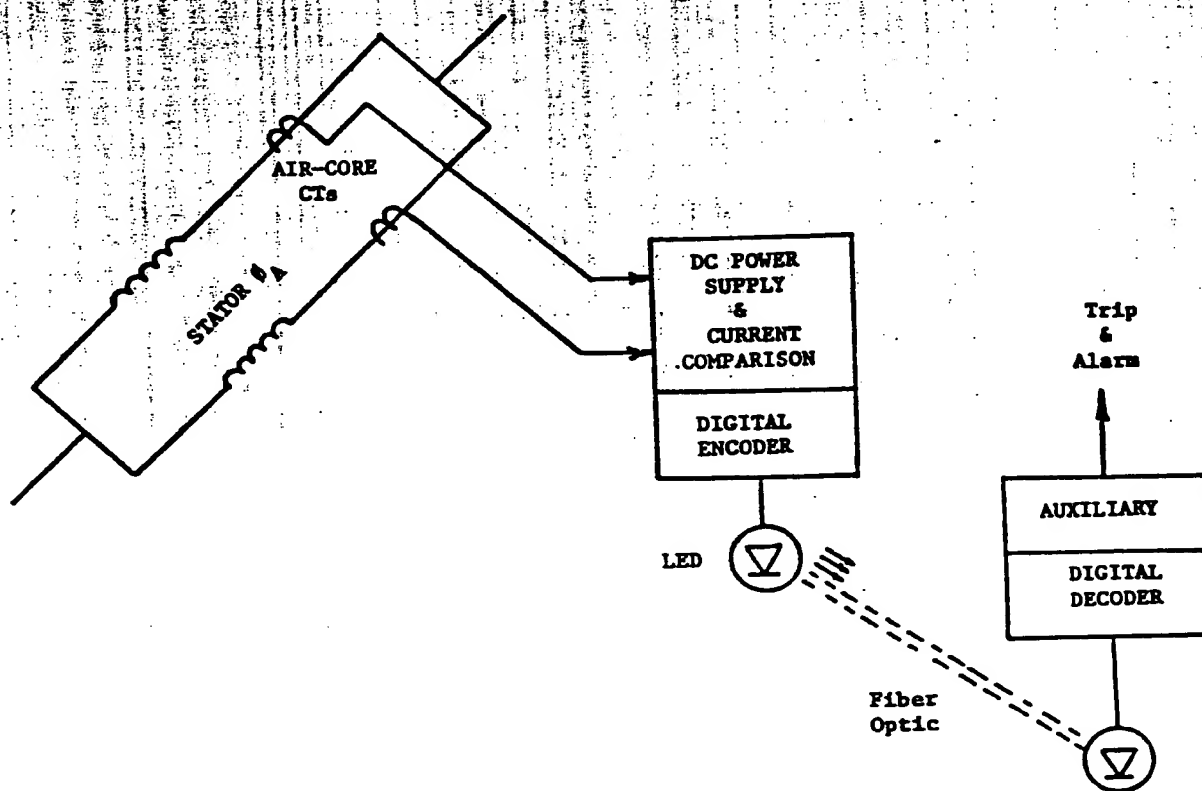 AIR-CORE
CTs
STATOR Ø A
DC POWER
SUPPLY
&
CURRENT
COMPARISON
DIGITAL
ENCODER
LED
Fiber
Optic
Trip
&
Alarm
AUXILIARY
DIGITAL
DECODER